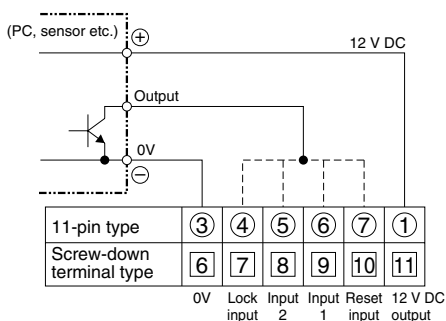 (PC, sensor etc.)
⊕
12 V DC
Output
0V
⊖
11-pin type ③ ④ ⑤ ⑥ ⑦ ①
Screw-down terminal type 6 7 8 9 10 11
0V Lock input Input 2 Input 1 Reset input 12 V DC output